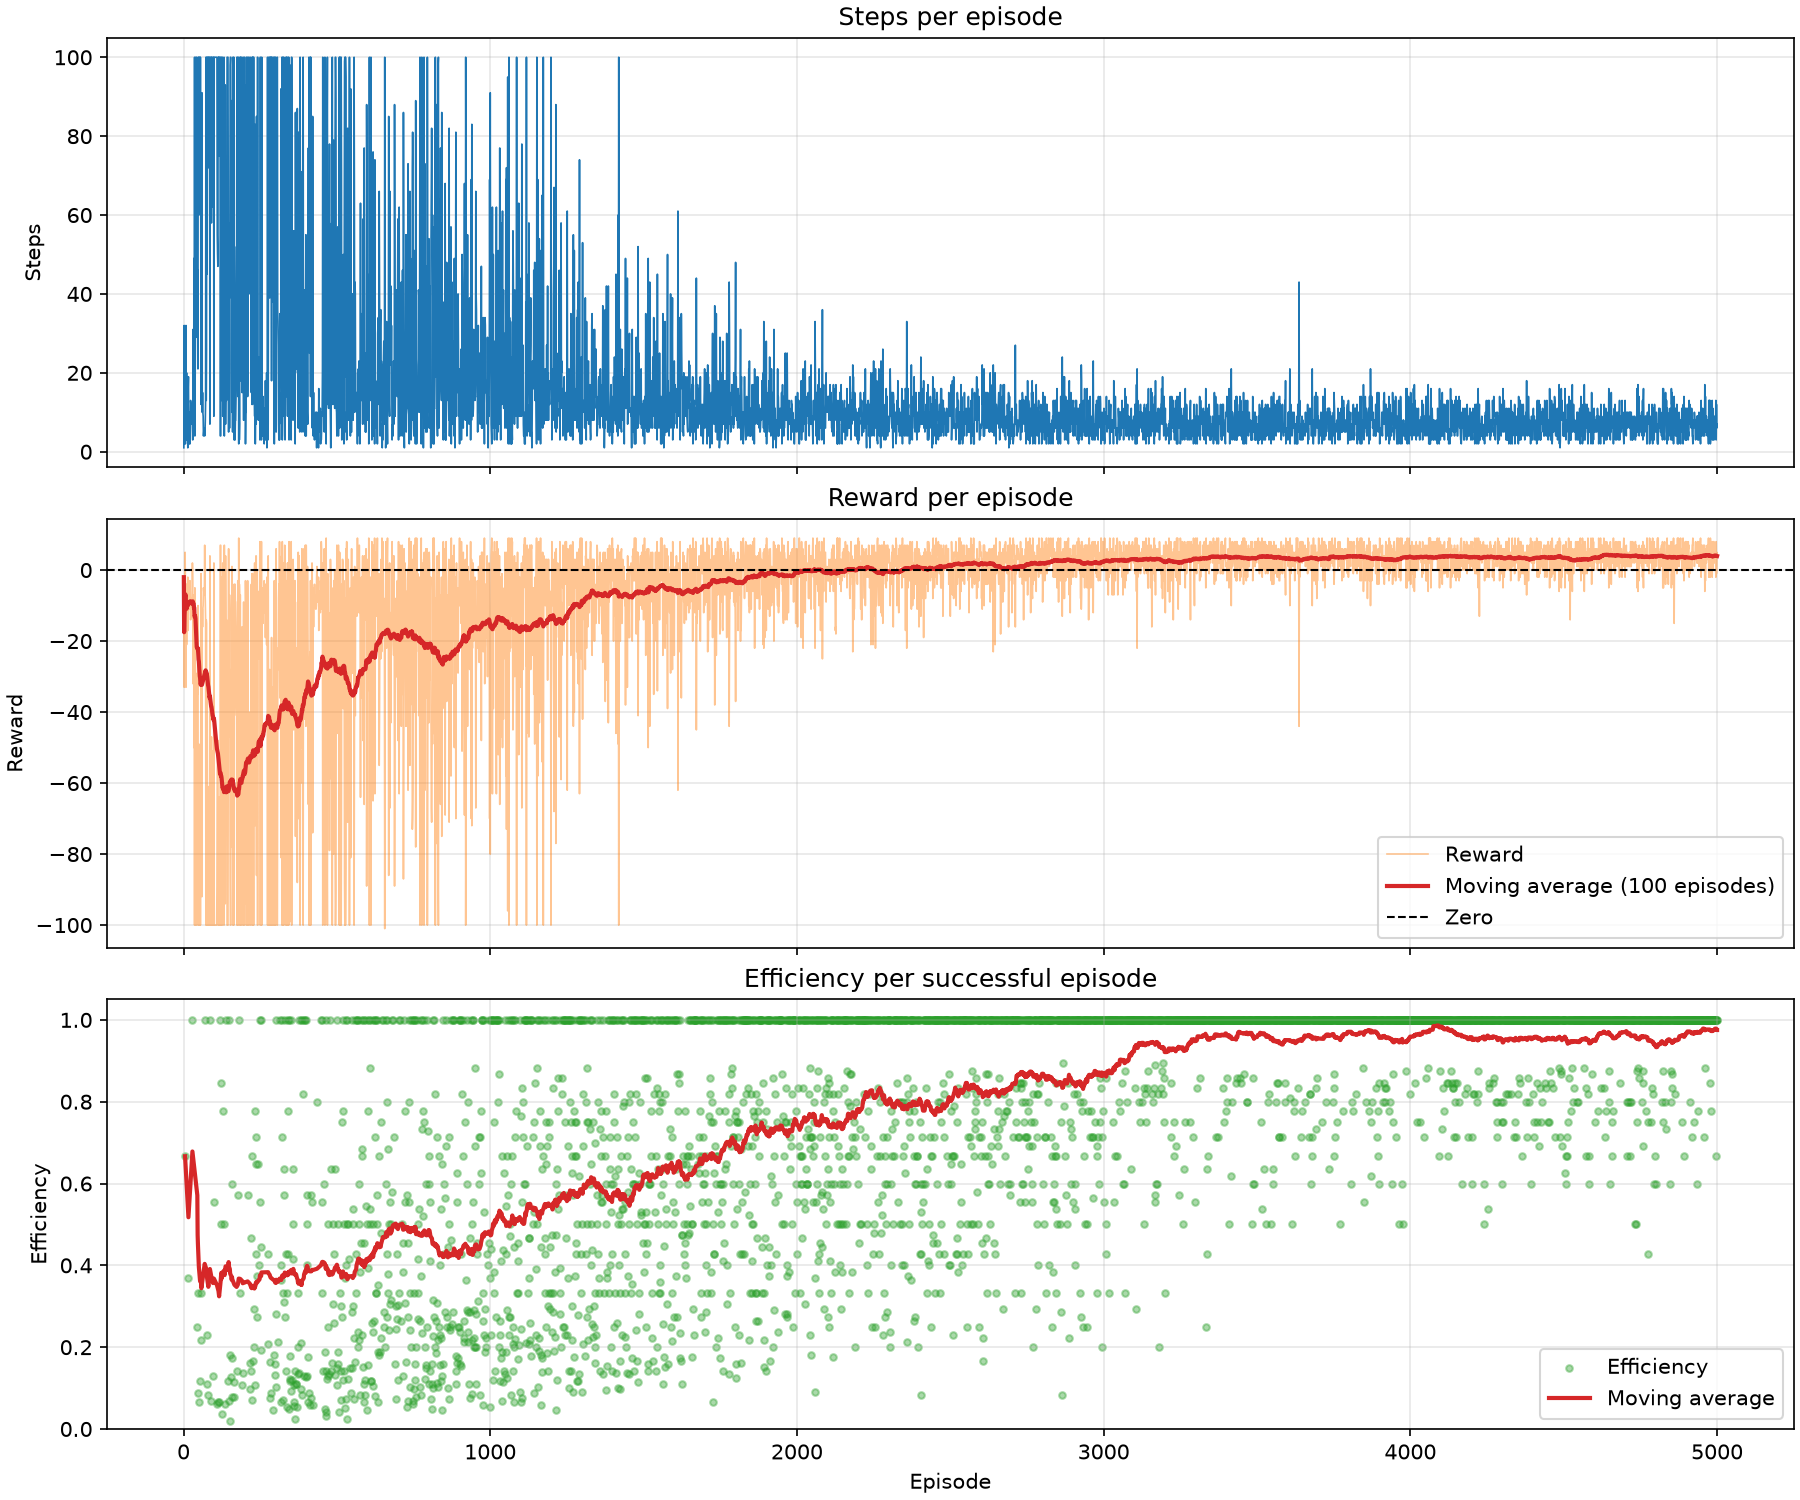 Steps per episode
100
80
60
40
20
0
Steps
Reward per episode
0
−20
−40
−60
−80
−100
Reward
Reward
Moving average (100 episodes)
Zero
Efficiency per successful episode
1.0
0.8
0.6
0.4
0.2
0.0
Efficiency
Efficiency
Moving average
0 1000 2000 3000 4000 5000
Episode